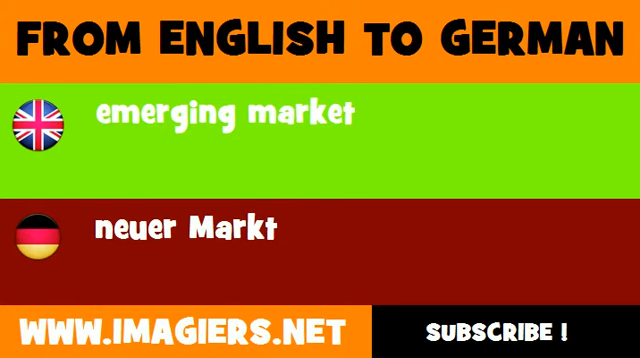 FROM ENGLISH TO GERMAN
emerging market
neuer Markt
WWW.IMAGIERS.NET
SUBSCRIBE !